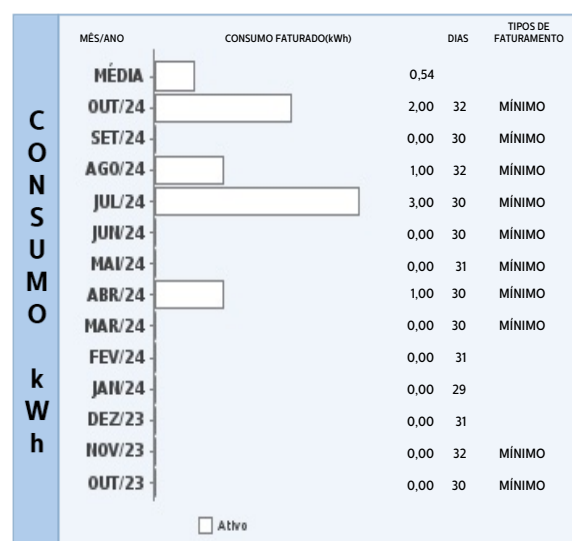 MÊS/ANO CONSUMO FATURADO(kWh) DIAS TIPOS DE FATURAMENTO
MÉDIA 0,54
OUT/24 2,00 32 MÍNIMO
SET/24 0,00 30 MÍNIMO
AGO/24 1,00 32 MÍNIMO
JUL/24 3,00 30 MÍNIMO
JUN/24 0,00 30 MÍNIMO
MAI/24 0,00 31 MÍNIMO
ABR/24 1,00 30 MÍNIMO
MAR/24 0,00 30 MÍNIMO
FEV/24 0,00 31
JAN/24 0,00 29
DEZ/23 0,00 31
NOV/23 0,00 32 MÍNIMO
OUT/23 0,00 30 MÍNIMO
Ativo
CONSUMO kWh